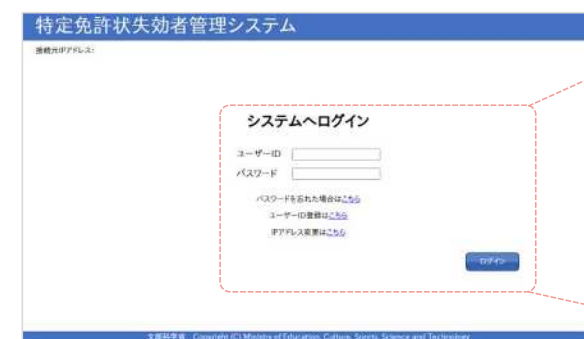 特定免許状失効者管理システム
接続元IPアドレス:
システムへログイン
ユーザーID
パスワード
パスワードを忘れた場合はこちら
ユーザーID登録はこちら
IPアドレス変更はこちら
ログイン
文部科学省 Copyright (C) Ministry of Education, Culture, Sports, Science and Technology